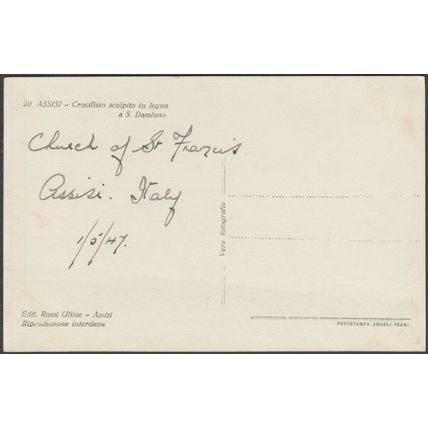 20. ASSISI - Crocifisso scolpito in legno
a S. Damiano
Church of St Francis
Assisi. Italy
1/5/47.
Vera fotografia
Edit. Rossi Ulisse - Assisi
Riproduzione interdetta
FOTOSTAMPA ANGELI TERNI